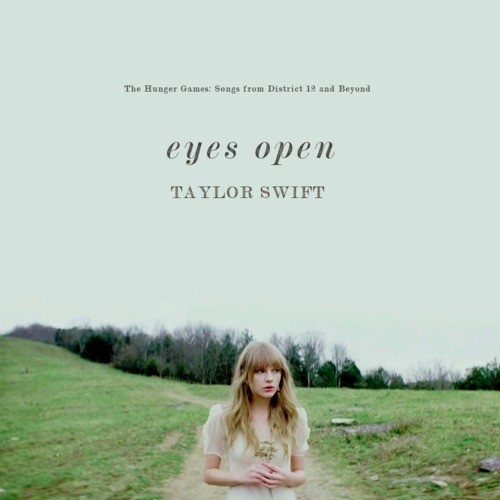 The Hunger Games: Songs from District 12 and Beyond
eyes open
TAYLOR SWIFT